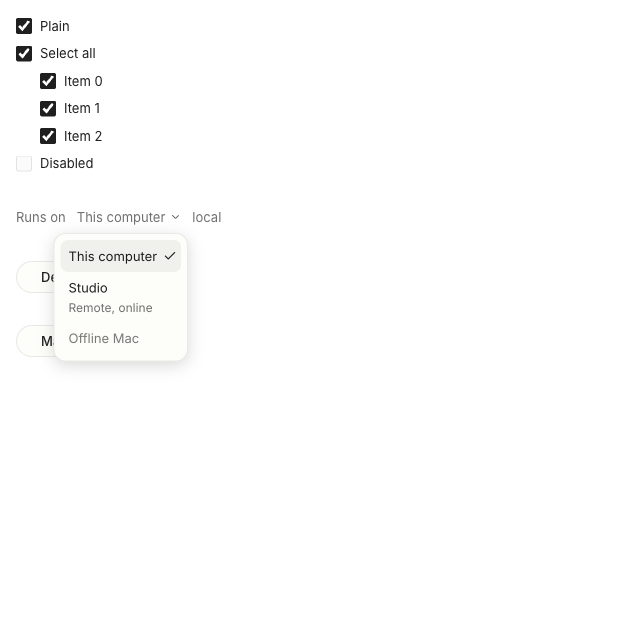 Plain
Select all
Item 0
Item 1
Item 2
Disabled
Runs on This computer local
This computer
Studio
Remote, online
Offline Mac